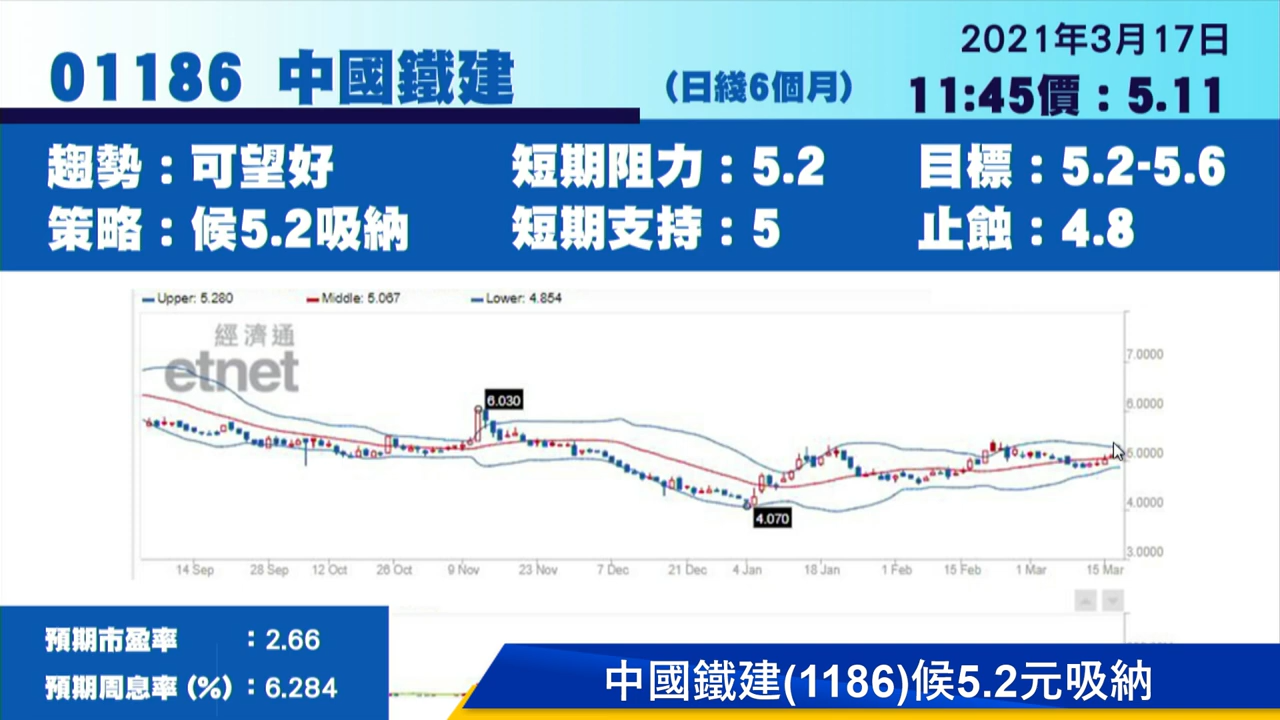 01186 中國鐵建
(日綫6個月)
2021年3月17日
11:45價：5.11
趨勢：可望好
短期阻力：5.2
目標：5.2-5.6
策略：候5.2吸納
短期支持：5
止蝕：4.8
Upper: 5.280 Middle: 5.067 Lower: 4.854
經濟通
etnet
7.0000
6.0000
5.0000
4.0000
3.0000
6.030
4.070
14 Sep 28 Sep 12 Oct 26 Oct 9 Nov 23 Nov 7 Dec 21 Dec 4 Jan 18 Jan 1 Feb 15 Feb 1 Mar 15 Mar
預期市盈率：2.66
預期周息率 (%)：6.284
中國鐵建(1186)候5.2元吸納